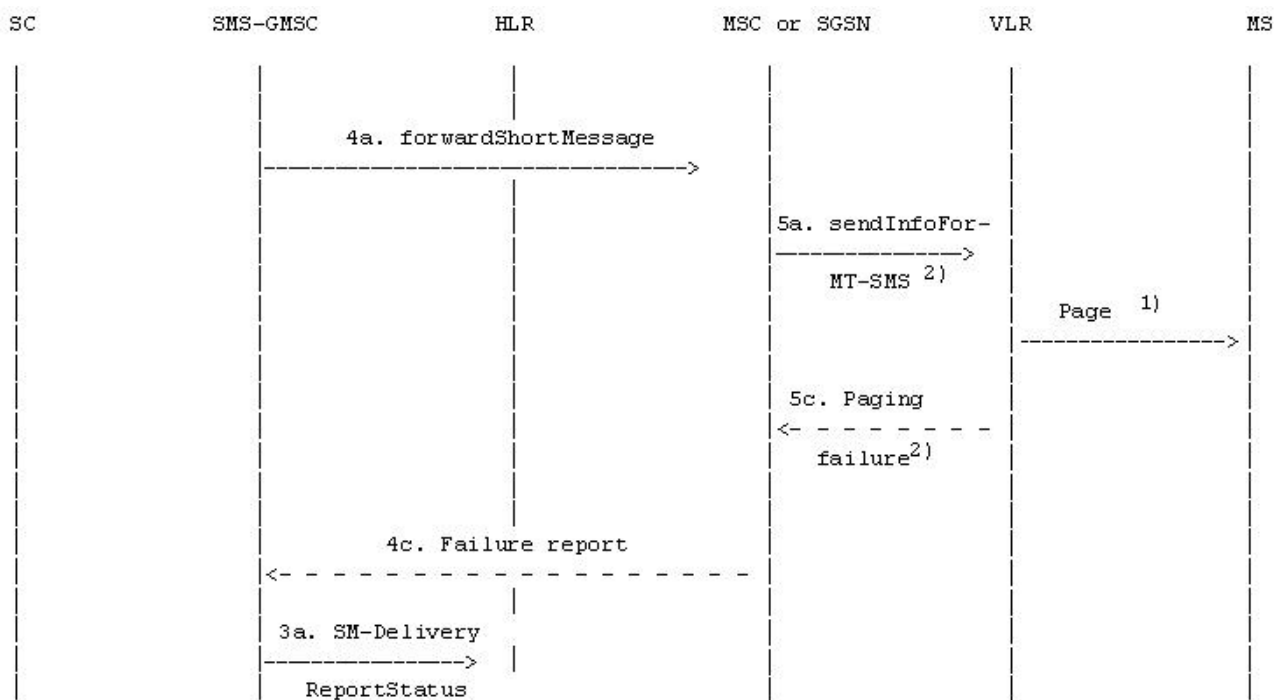 SC SMS-GMSC HLR MSC or SGSN VLR MS
4a. forwardShortMessage
5a. sendInfoFor-
MT-SMS 2)
Page 1)
5c. Paging
failure2)
4c. Failure report
3a. SM-Delivery
ReportStatus